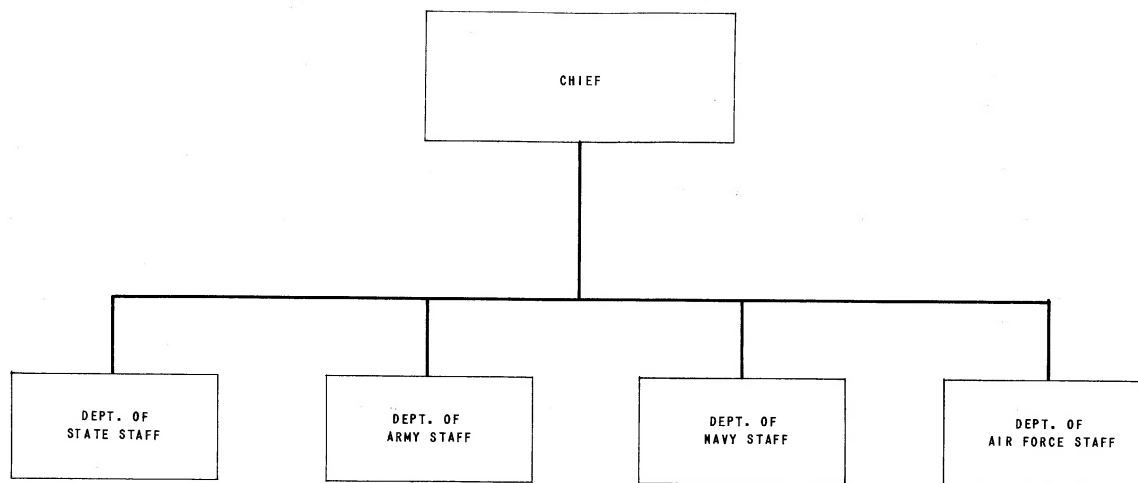 CHIEF
DEPT. OF
STATE STAFF
DEPT. OF
ARMY STAFF
DEPT. OF
NAVY STAFF
DEPT. OF
AIR FORCE STAFF